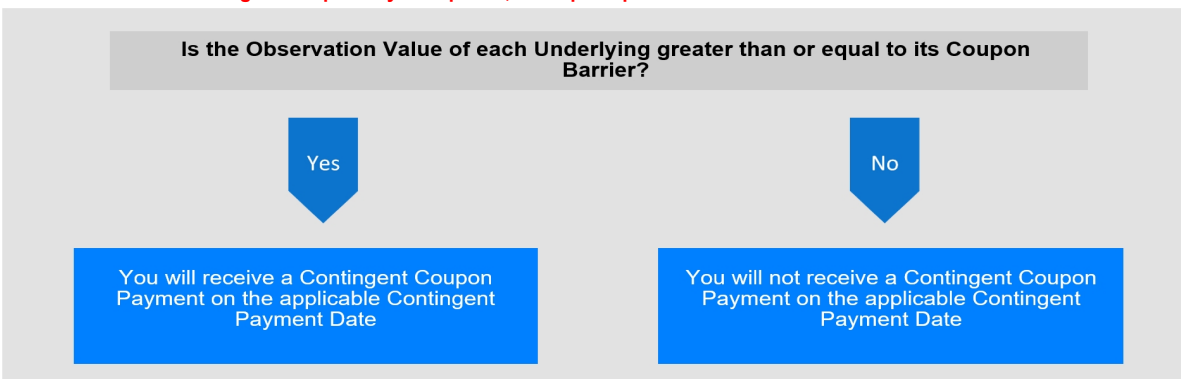 Is the Observation Value of each Underlying greater than or equal to its Coupon
Barrier?
Yes
No
You will receive a Contingent Coupon
Payment on the applicable Contingent
Payment Date
You will not receive a Contingent Coupon
Payment on the applicable Contingent
Payment Date